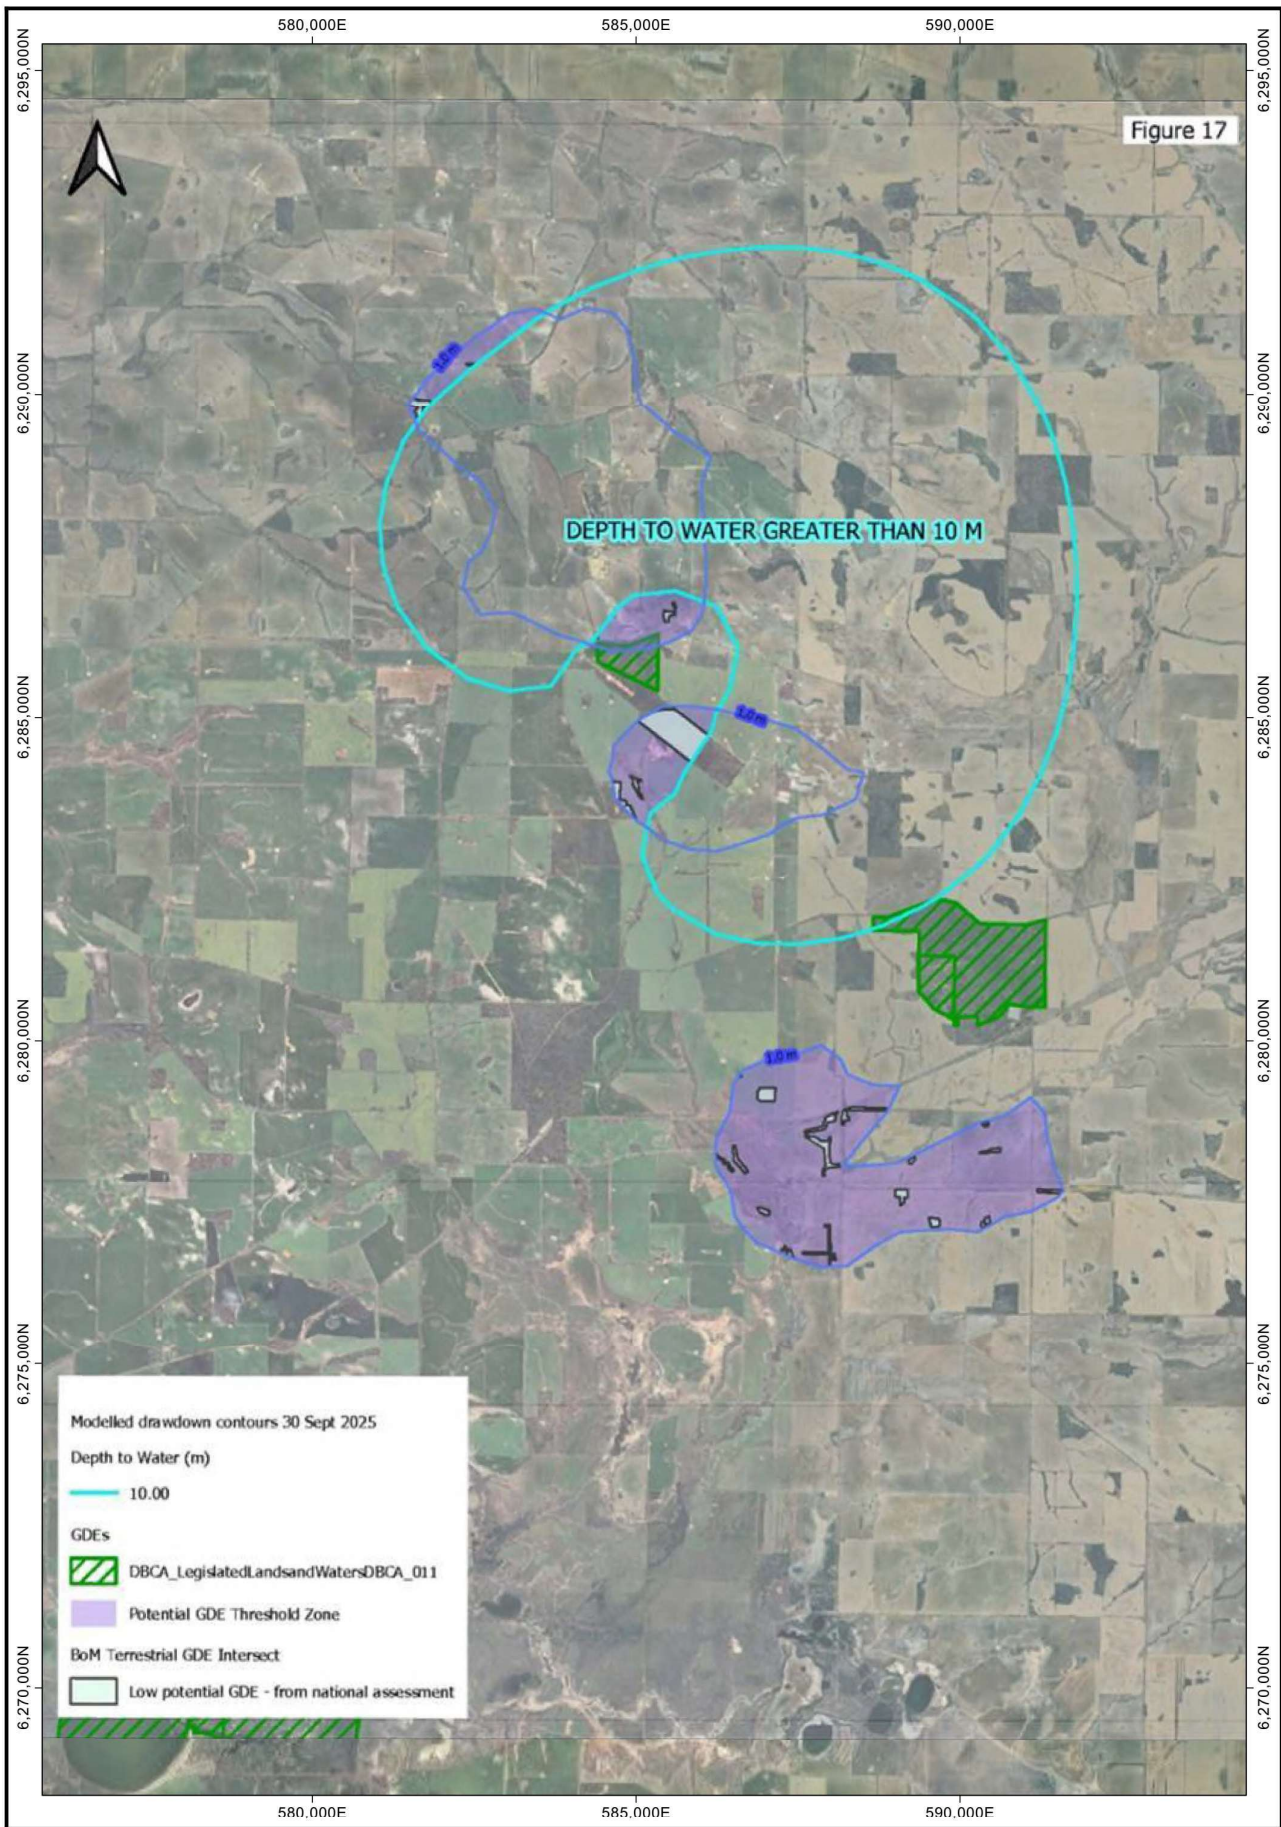 580,000E 585,000E 590,000E
6,295,000N 6,295,000N
Figure 17
1.0 m
6,290,000N 6,290,000N
DEPTH TO WATER GREATER THAN 10 M
6,285,000N 6,285,000N
1.0 m
6,280,000N 6,280,000N
1.0 m
6,275,000N 6,275,000N
Modelled drawdown contours 30 Sept 2025
Depth to Water (m)
10.00
GDEs
DBCA_LegislatedLandsandWatersDBCA_011
Potential GDE Threshold Zone
BoM Terrestrial GDE Intersect
Low potential GDE - from national assessment
6,270,000N 6,270,000N
580,000E 585,000E 590,000E